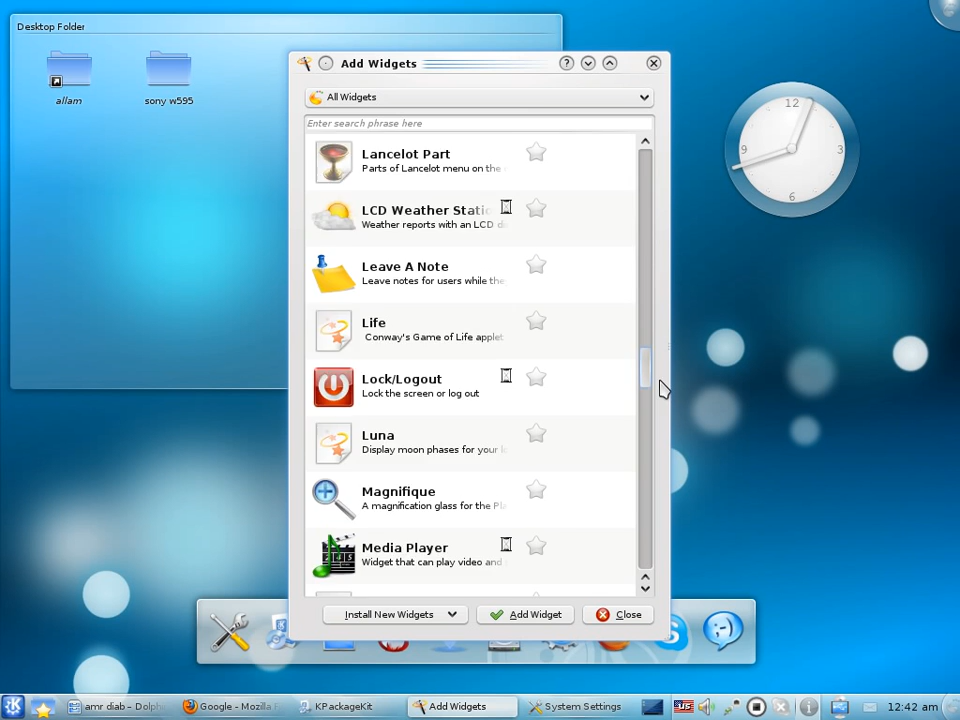 Desktop Folder
allam
sony w595
Add Widgets
All Widgets
Enter search phrase here
Lancelot Part
Parts of Lancelot menu on the
LCD Weather Stati
Weather reports with an LCD
Leave A Note
Leave notes for users while the
Life
Conway's Game of Life applet
Lock/Logout
Lock the screen or log out
Luna
Display moon phases for your
Magnifique
A magnification glass for the Pla
Media Player
Widget that can play video and
Install New Widgets
Add Widget
Close
12
3
6
9
amr diab – Dolph
Google - Mozilla F
KPackageKit
Add Widgets
System Settings
US
12:42 am